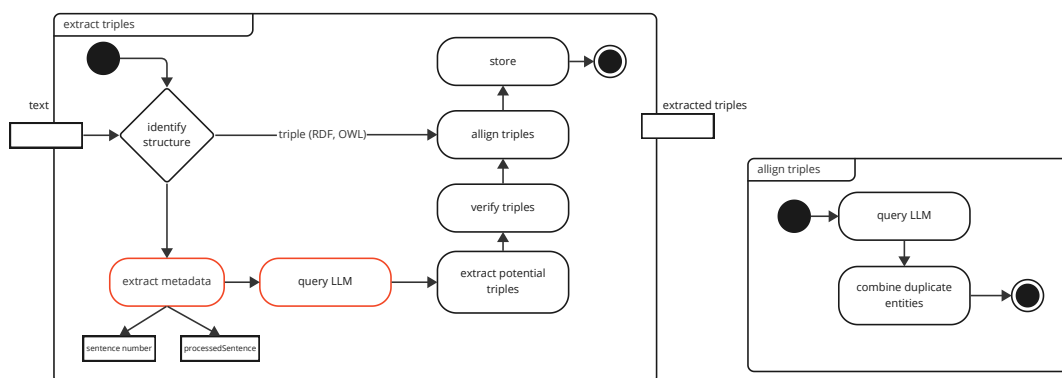 extract triples
store
text
extracted triples
identify
structure
triple (RDF, OWL)
allign triples
allign triples
verify triples
query LLM
extract metadata
query LLM
extract potential
triples
combine duplicate
entities
sentence number
processedSentence